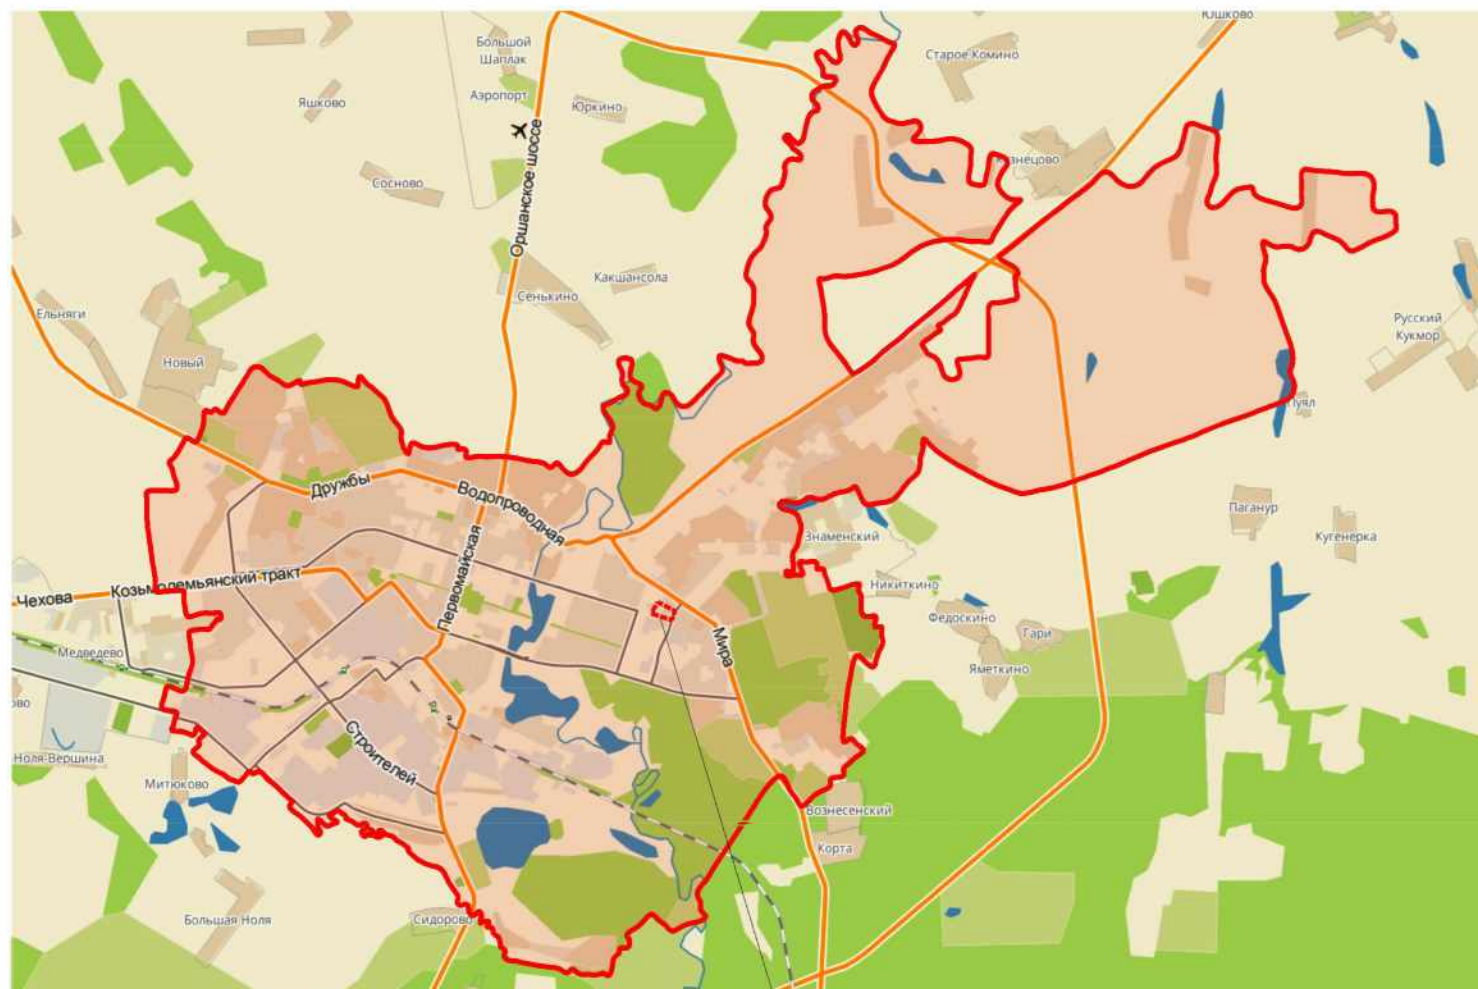 Юшково
Большой
Шаплак
Старое Комино
Аэропорт
Яшково
Юркино
Оршанское шоссе
Сосново
Какшансола
Сенькино
Ельняги
Русский
Кукмор
Новый
Дружбы
Водопроводная
Паганур
Знаменский
Кугенерка
Первомайская
Козьмодемьянский тракт
Чехова
Никиткино
Федоскино
Гари
Мира
Медведево
Яметкино
Строителей
Ноля-Вершина
Митюково
Вознесенский
Корта
Большая Ноля
Сидорово